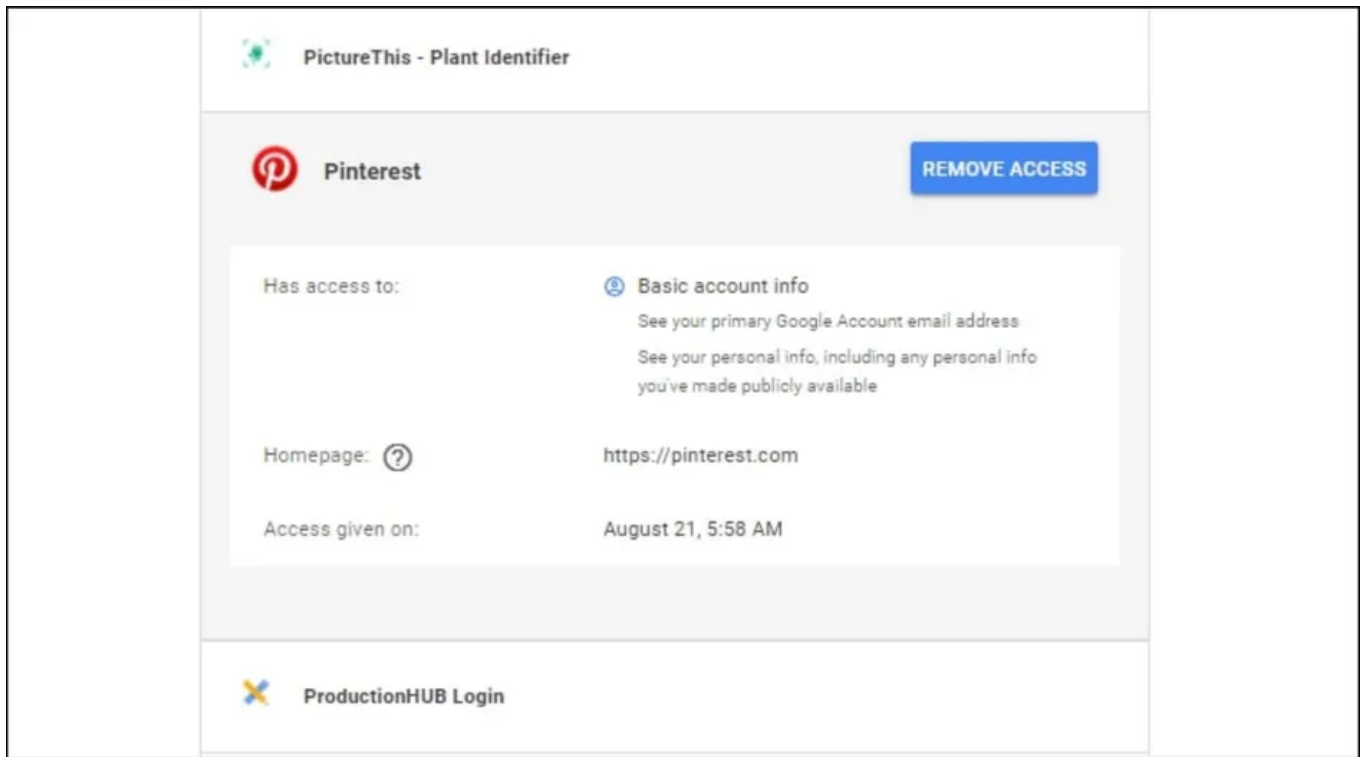 PictureThis - Plant Identifier
Pinterest
REMOVE ACCESS
Has access to:
Basic account info
See your primary Google Account email address
See your personal info, including any personal info
you've made publicly available
Homepage:
https://pinterest.com
Access given on:
August 21, 5:58 AM
ProductionHUB Login